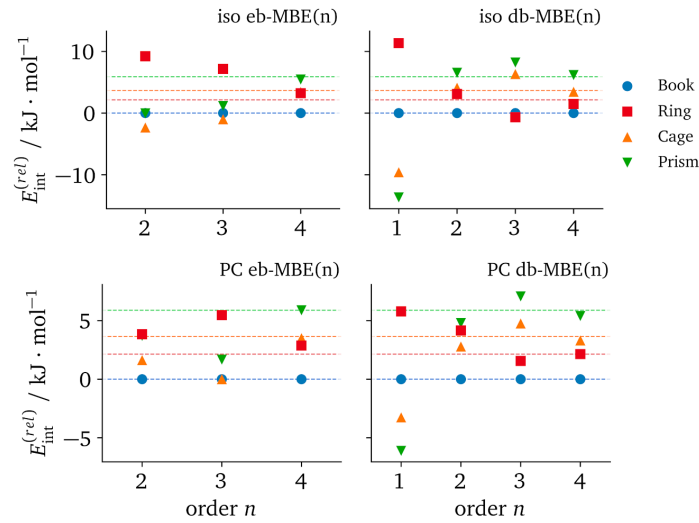 iso eb-MBE(n)
iso db-MBE(n)
E_int^(rel) / kJ · mol⁻¹
10
0
−10
2 3 4
1 2 3 4
Book
Ring
Cage
Prism
PC eb-MBE(n)
PC db-MBE(n)
E_int^(rel) / kJ · mol⁻¹
5
0
−5
2 3 4
1 2 3 4
order n
order n